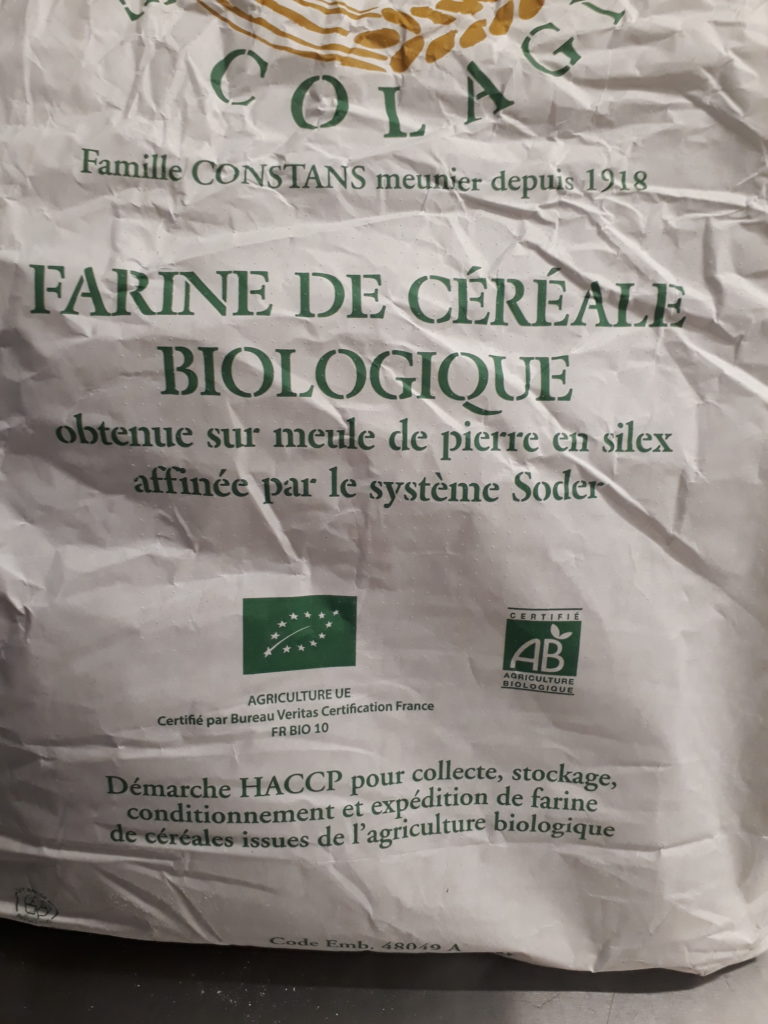 COLAGI
Famille CONSTANS meunier depuis 1918
FARINE DE CÉRÉALE
BIOLOGIQUE
obtenue sur meule de pierre en silex
affinée par le système Soder
CERTIFIÉ
AB
AGRICULTURE
BIOLOGIQUE
AGRICULTURE UE
Certifié par Bureau Veritas Certification France
FR BIO 10
Démarche HACCP pour collecte, stockage,
conditionnement et expédition de farine
de céréales issues de l'agriculture biologique
Code Emb. 48049 A